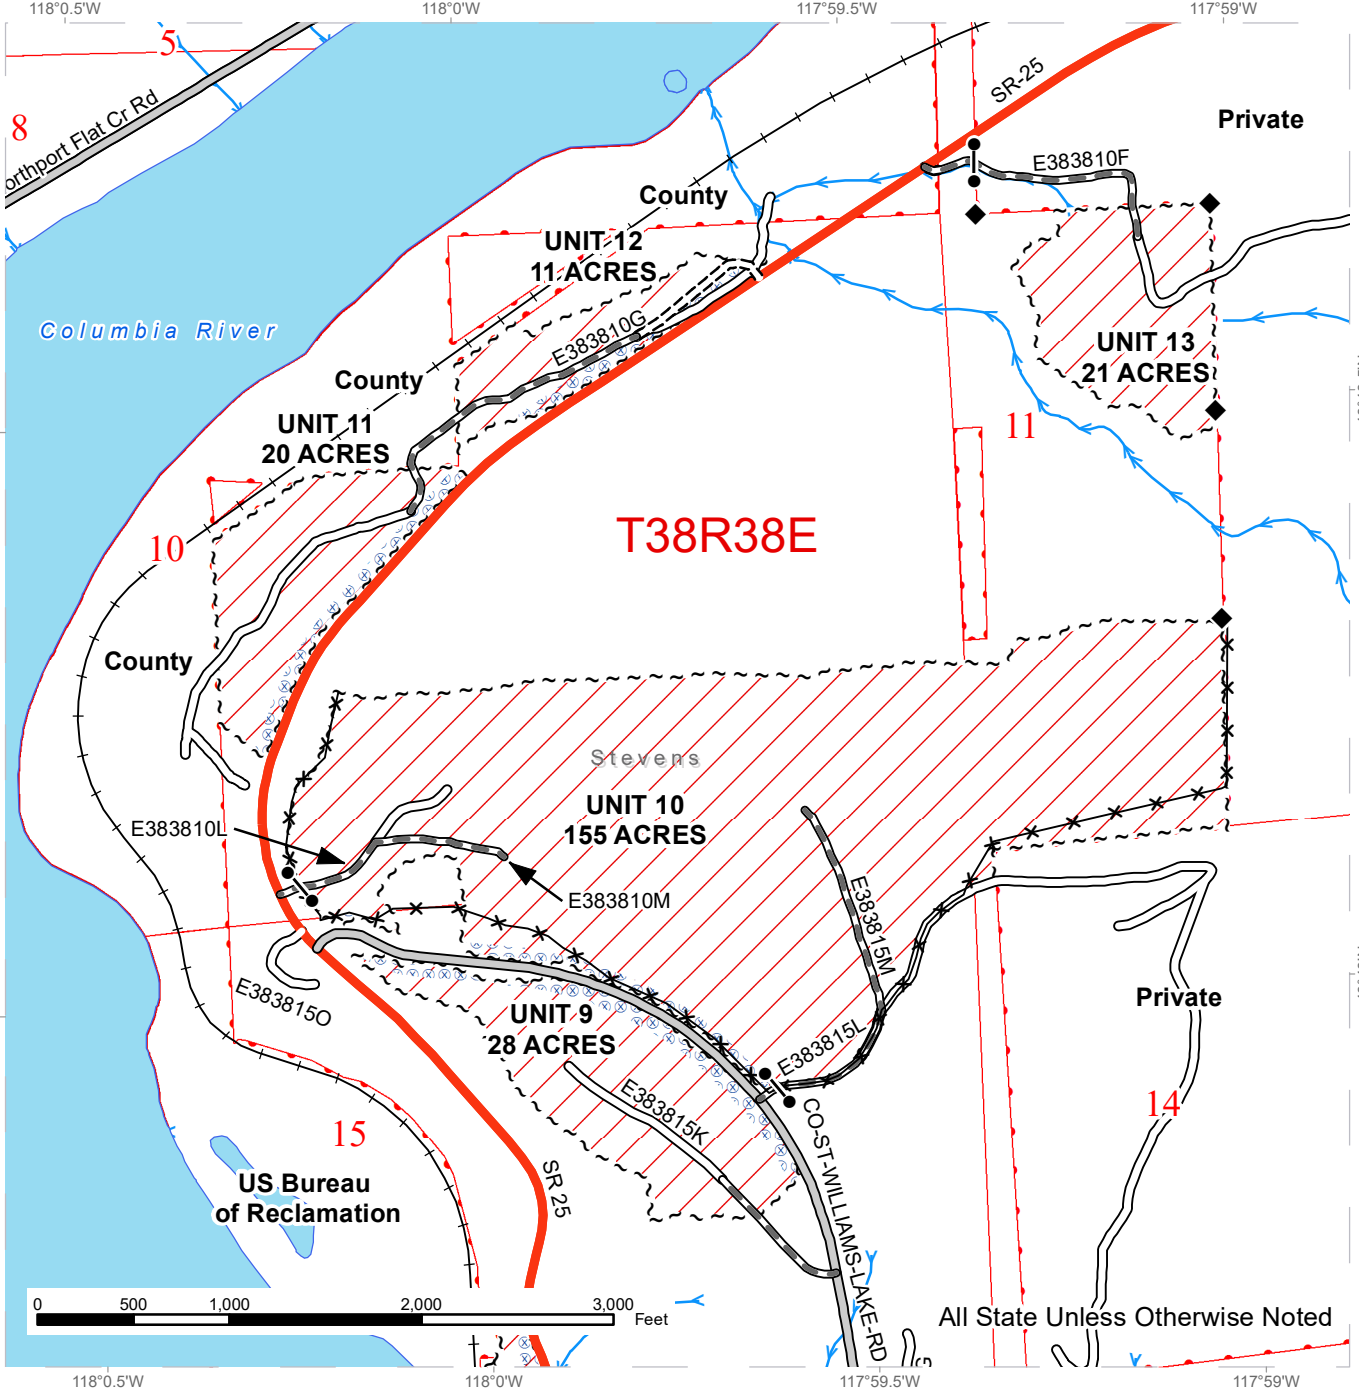 118°0.5'W
118°0'W
117°59.5'W
117°59'W
5
8
orthport Flat Cr Rd
SR-25
Private
E383810F
County
UNIT 12
11 ACRES
Columbia River
E383810G
UNIT 13
21 ACRES
County
UNIT 11
20 ACRES
11
10
T38R38E
County
Stevens
UNIT 10
155 ACRES
E383810L
E383810M
E383815M
E383815O
Private
UNIT 9
28 ACRES
E383815L
E383815K
CO-ST-WILLIAMS-LAKE-RD
14
15
US Bureau
of Reclamation
SR 25
0
500
1,000
2,000
3,000
Feet
All State Unless Otherwise Noted
118°0.5'W
118°0'W
117°59.5'W
117°59'W